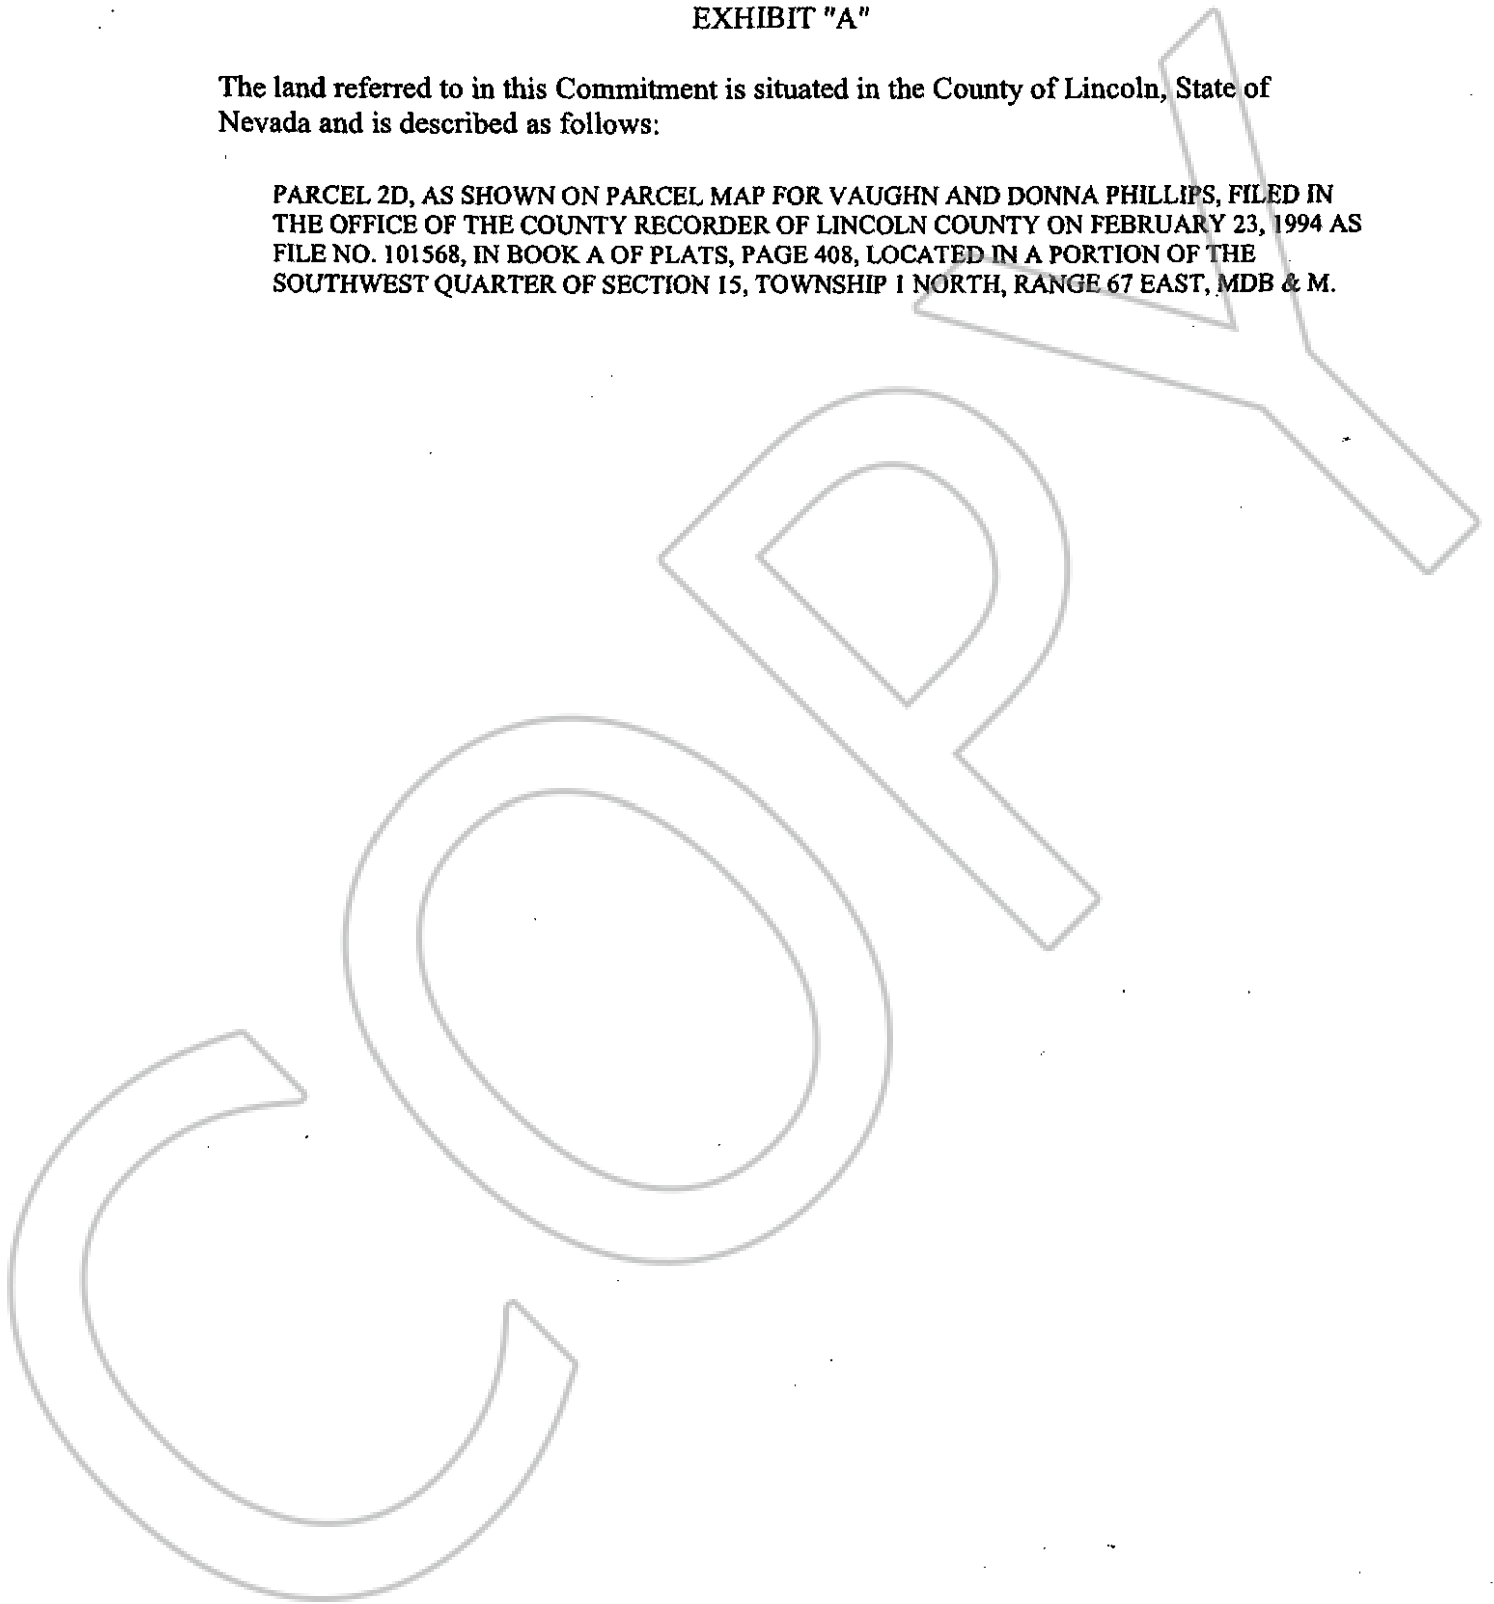 EXHIBIT "A"
The land referred to in this Commitment is situated in the County of Lincoln, State of
Nevada and is described as follows:
PARCEL 2D, AS SHOWN ON PARCEL MAP FOR VAUGHN AND DONNA PHILLIPS, FILED IN
THE OFFICE OF THE COUNTY RECORDER OF LINCOLN COUNTY ON FEBRUARY 23, 1994 AS
FILE NO. 101568, IN BOOK A OF PLATS, PAGE 408, LOCATED IN A PORTION OF THE
SOUTHWEST QUARTER OF SECTION 15, TOWNSHIP 1 NORTH, RANGE 67 EAST, MDB & M.
COPY